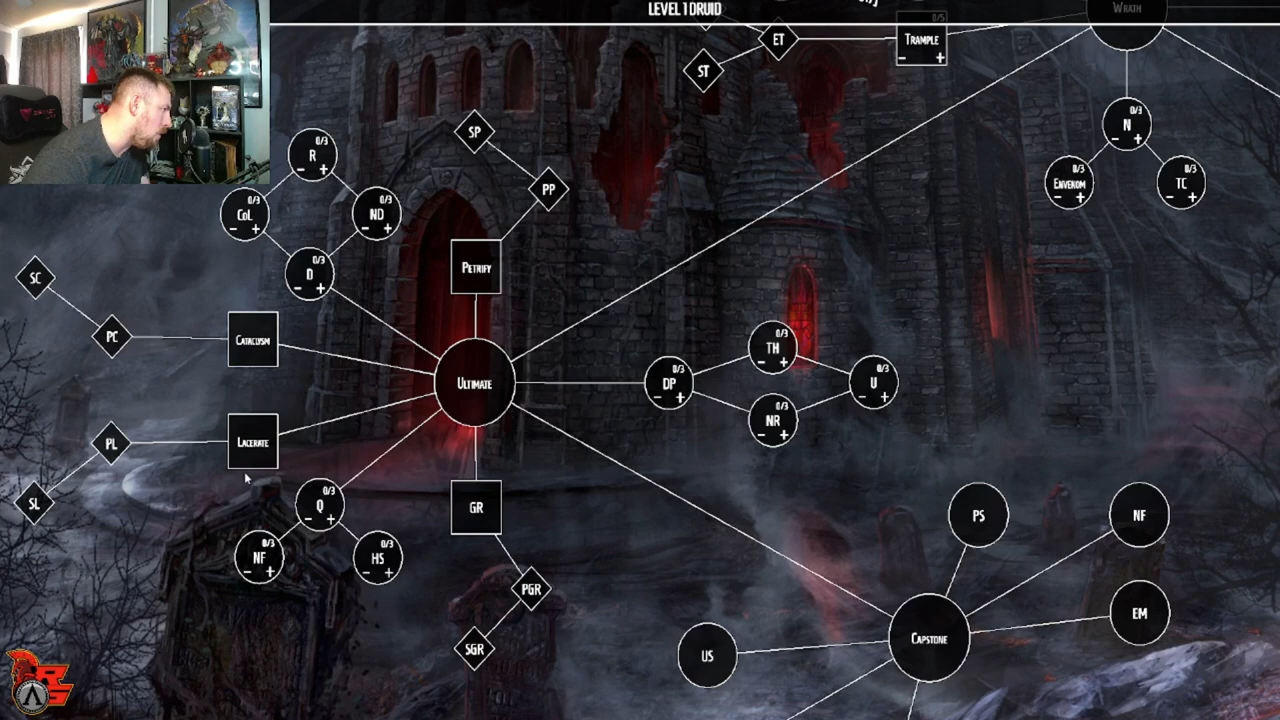 LEVEL 1 DRUID
WRATH
0/5
TRAMPLE
- +
ET
ST
0/3
N
- +
0/3
ENVENOM
- +
0/3
TC
- +
SP
PP
PETRIFY
0/3
R
- +
0/3
COL
- +
0/3
ND
- +
0/3
D
- +
SC
PC
CATACLYSM
ULTIMATE
0/3
DP
- +
0/3
TH
- +
0/3
U
- +
0/3
NR
- +
LACERATE
PL
SL
0/3
Q
- +
0/3
NF
- +
0/3
HS
- +
GR
PGR
SGR
PS
NF
EM
CAPSTONE
US